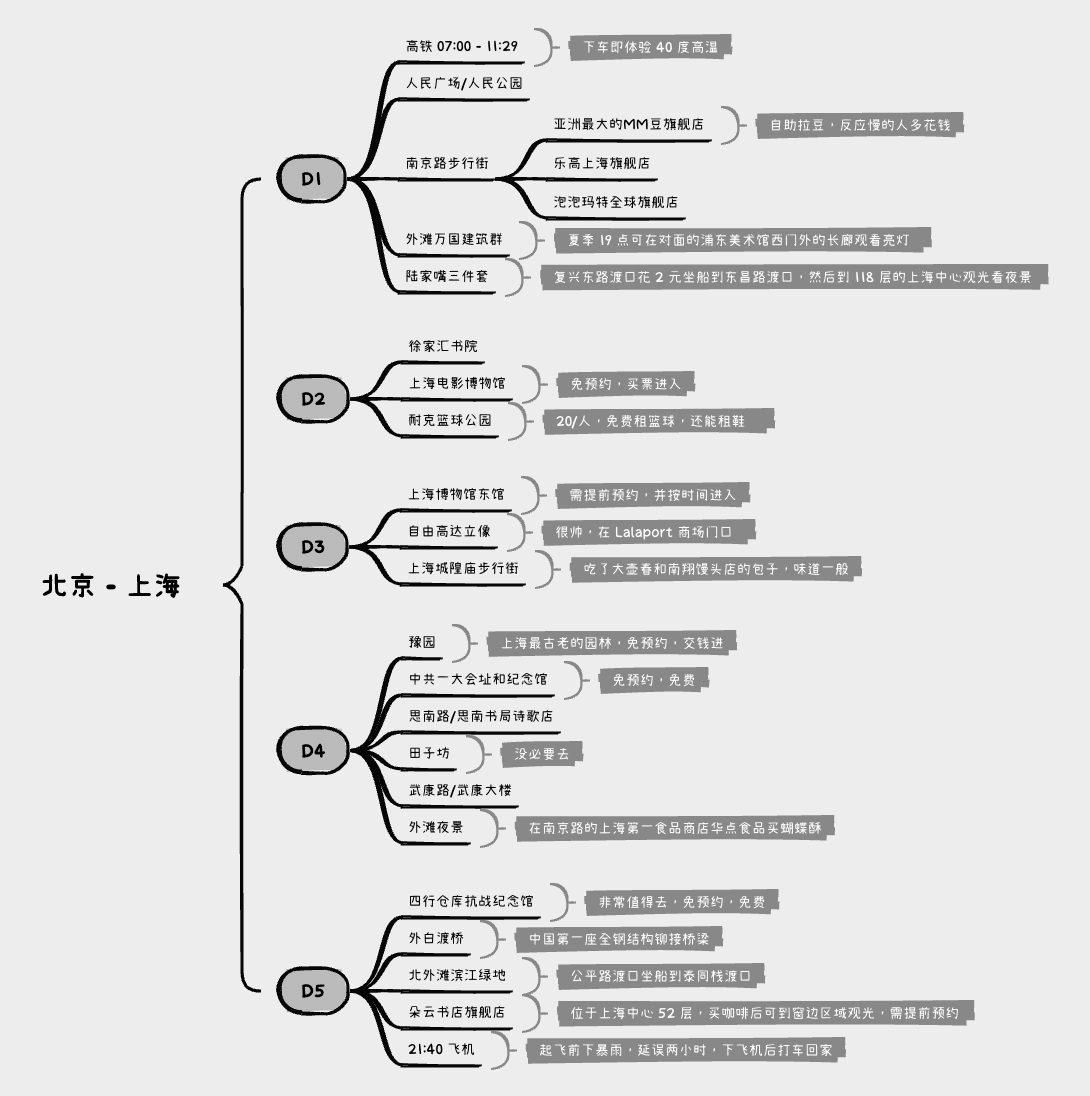 北京 - 上海
D1
高铁 07:00 - 11:29
下车即体验 40 度高温
人民广场/人民公园
南京路步行街
亚洲最大的MM豆旗舰店
自助拉豆，反应慢的人多花钱
乐高上海旗舰店
泡泡玛特全球旗舰店
外滩万国建筑群
夏季 19 点可在对面的浦东美术馆西门外的长廊观看亮灯
陆家嘴三件套
复兴东路渡口花 2 元坐船到东昌路渡口，然后到 118 层的上海中心观光看夜景
D2
徐家汇书院
上海电影博物馆
免预约，买票进入
耐克篮球公园
20/人，免费租篮球，还能租鞋
D3
上海博物馆东馆
需提前预约，并按时间进入
自由高达立像
很帅，在 Lalaport 商场门口
上海城隍庙步行街
吃了大壶春和南翔馒头店的包子，味道一般
D4
豫园
上海最古老的园林，免预约，交钱进
中共一大会址和纪念馆
免预约，免费
思南路/思南书局诗歌店
田子坊
没必要去
武康路/武康大楼
外滩夜景
在南京路的上海第一食品商店华点食品买蝴蝶酥
D5
四行仓库抗战纪念馆
非常值得去，免预约，免费
外白渡桥
中国第一座全钢结构铆接桥梁
北外滩滨江绿地
公平路渡口坐船到泰同栈渡口
朵云书店旗舰店
位于上海中心 52 层，买咖啡后可到窗边区域观光，需提前预约
21:40 飞机
起飞前下暴雨，延误两小时，下飞机后打车回家